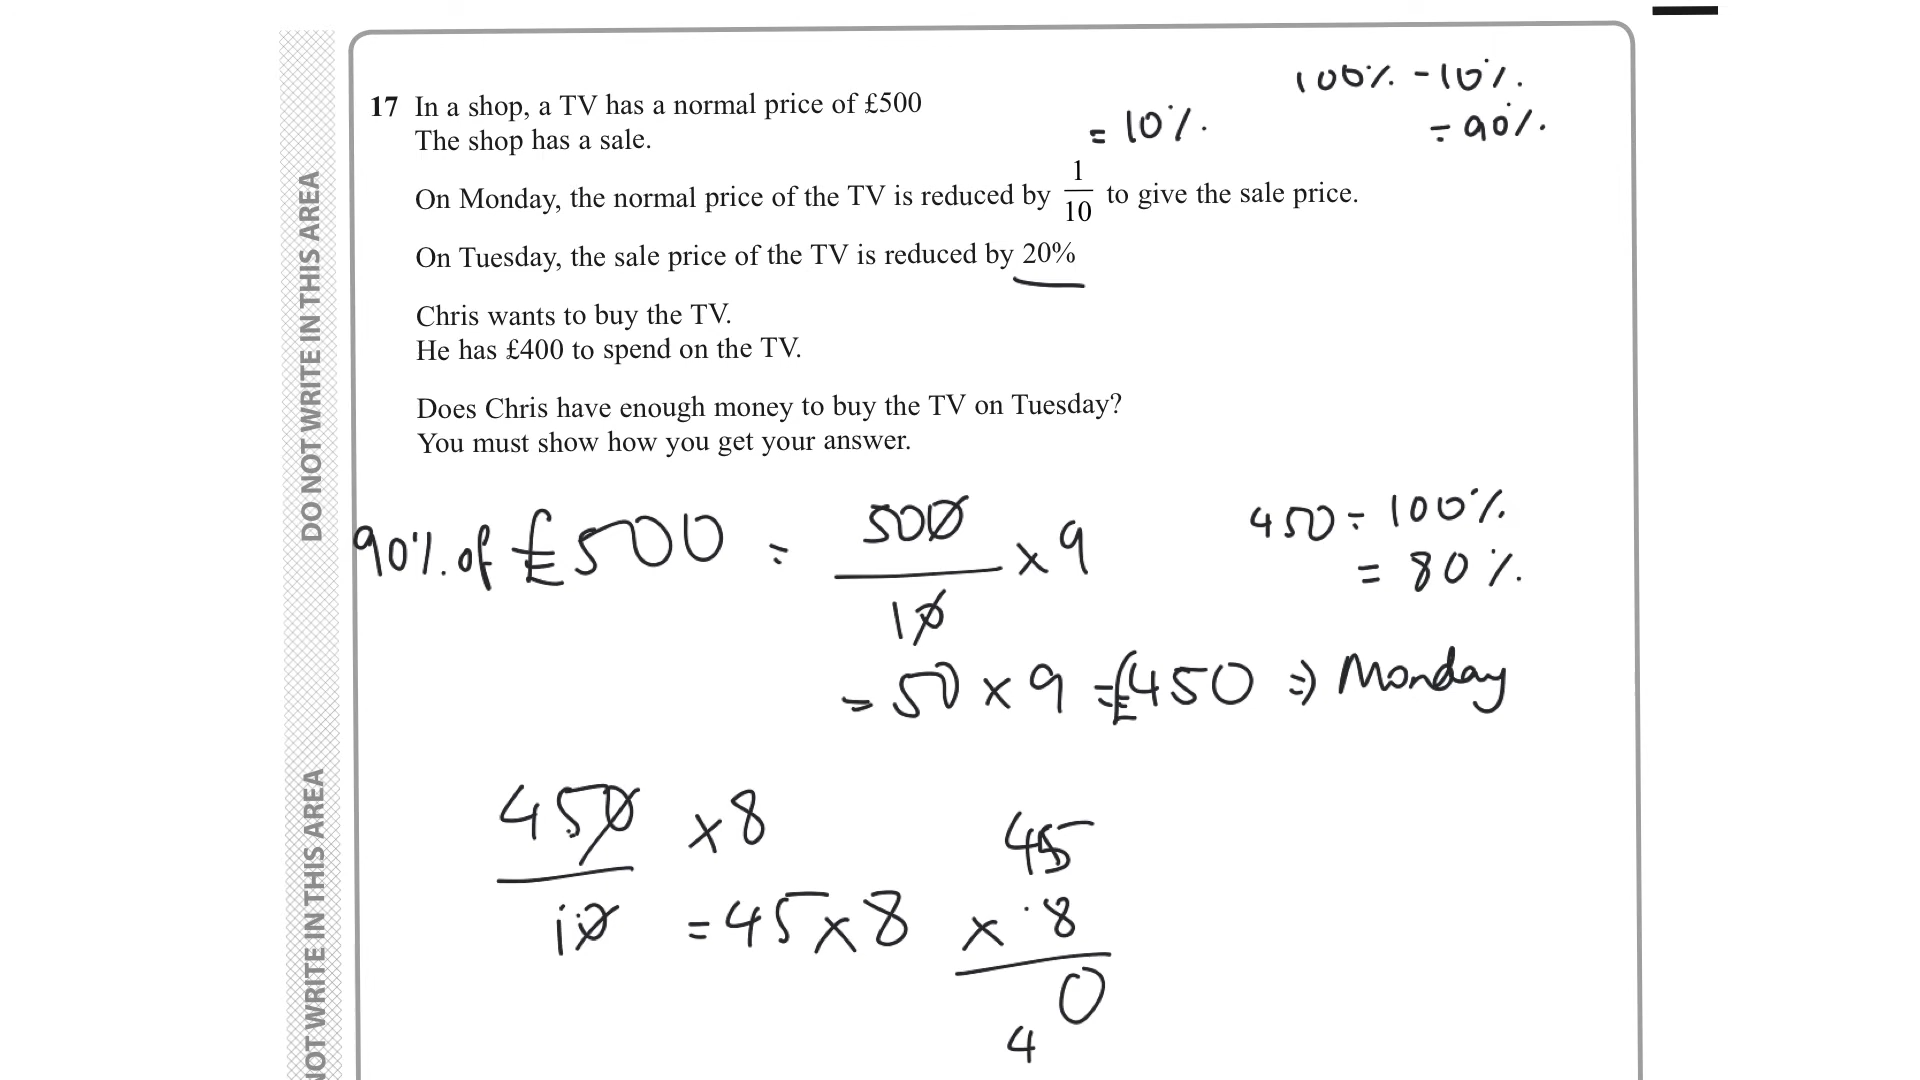 17 In a shop, a TV has a normal price of £500
The shop has a sale.
= 10%.
100% - 10%.
= 90%.
On Monday, the normal price of the TV is reduced by 1/10 to give the sale price.
On Tuesday, the sale price of the TV is reduced by 20%
Chris wants to buy the TV.
He has £400 to spend on the TV.
Does Chris have enough money to buy the TV on Tuesday?
You must show how you get your answer.
90%. of £500 = 500/10 × 9
450 = 100%
= 80%.
= 50 × 9 = £450 ⇒ Monday
450/10 × 8
= 45 × 8
45
× 8
0
4
DO NOT WRITE IN THIS AREA
NOT WRITE IN THIS AREA